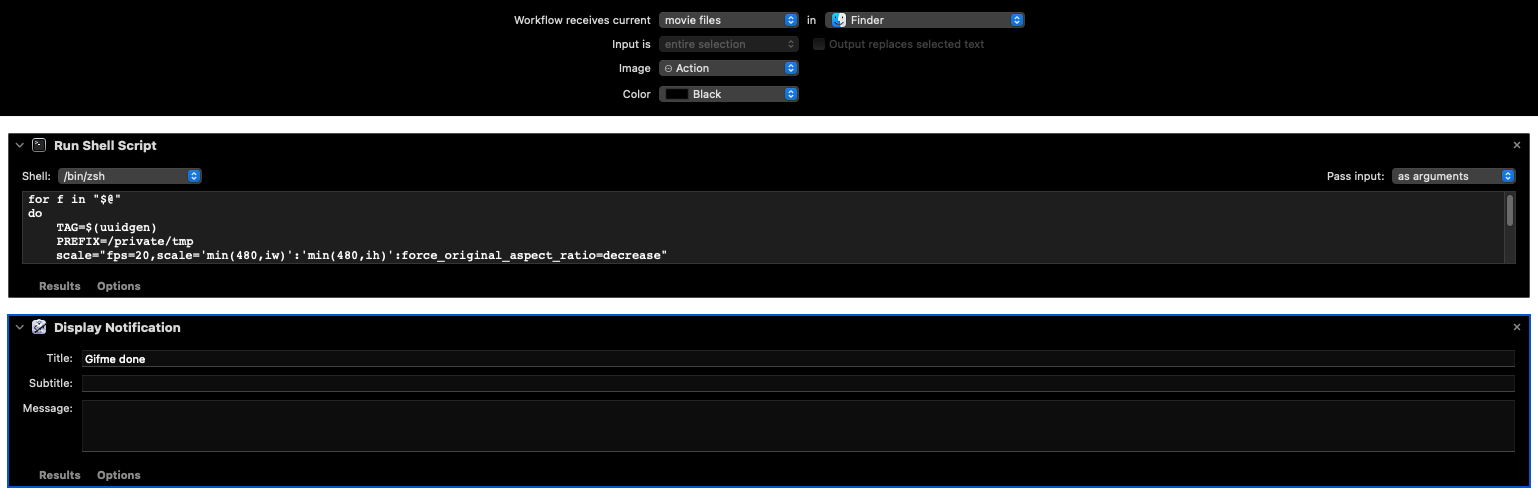 Workflow receives current movie files in Finder
Input is entire selection Output replaces selected text
Image Action
Color Black
Run Shell Script
Shell: /bin/zsh Pass input: as arguments
for f in "$@"
do
    TAG=$(uuidgen)
    PREFIX=/private/tmp
    scale="fps=20,scale='min(480,iw)':'min(480,ih)':force_original_aspect_ratio=decrease"
Results Options
Display Notification
Title: Gifme done
Subtitle:
Message:
Results Options